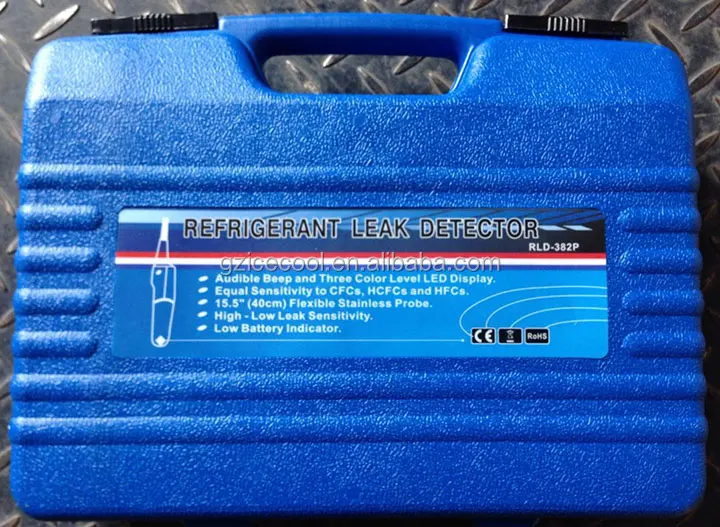 REFRIGERANT LEAK DETECTOR
RLD-382P
gzicecool.en.alibaba.com
Audible Beep and Three Color Level LED Display.
Equal Sensitivity to CFCs, HCFCs and HFCs.
15.5" (40cm) Flexible Stainless Probe.
High - Low Leak Sensitivity.
Low Battery Indicator.
CE
RoHS